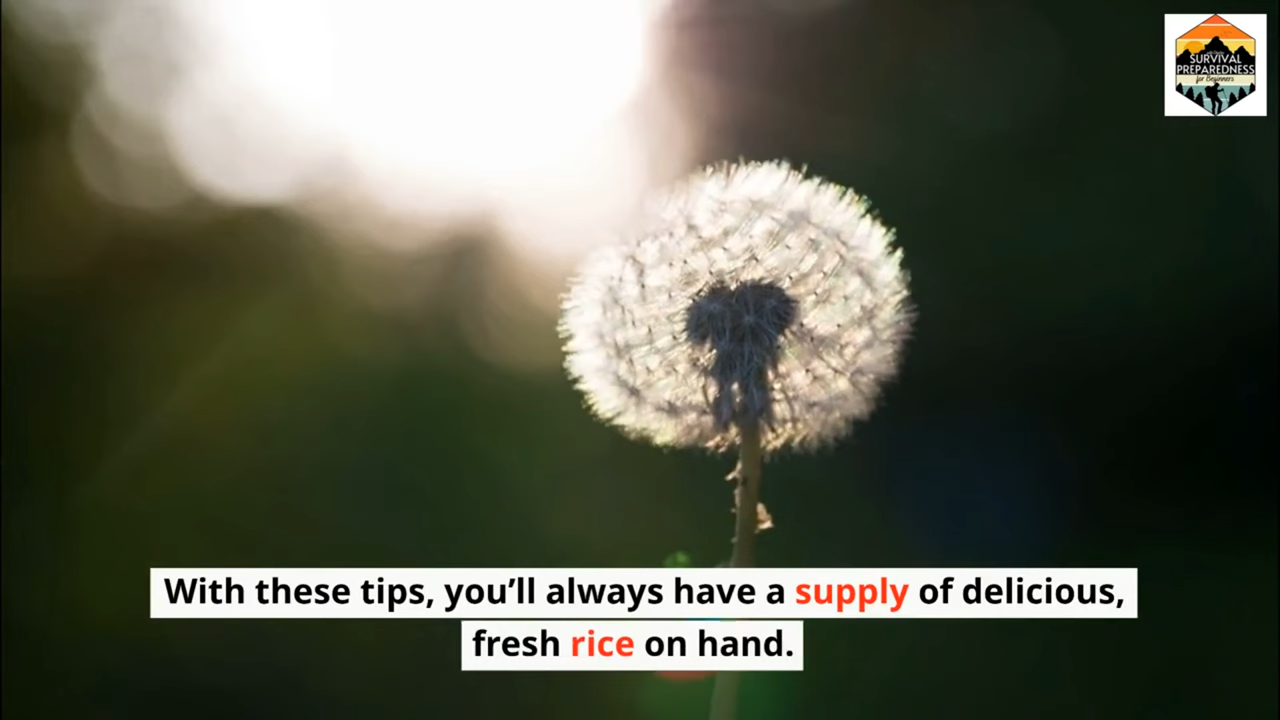 SURVIVAL
PREPAREDNESS
for Beginners
With these tips, you'll always have a supply of delicious,
fresh rice on hand.